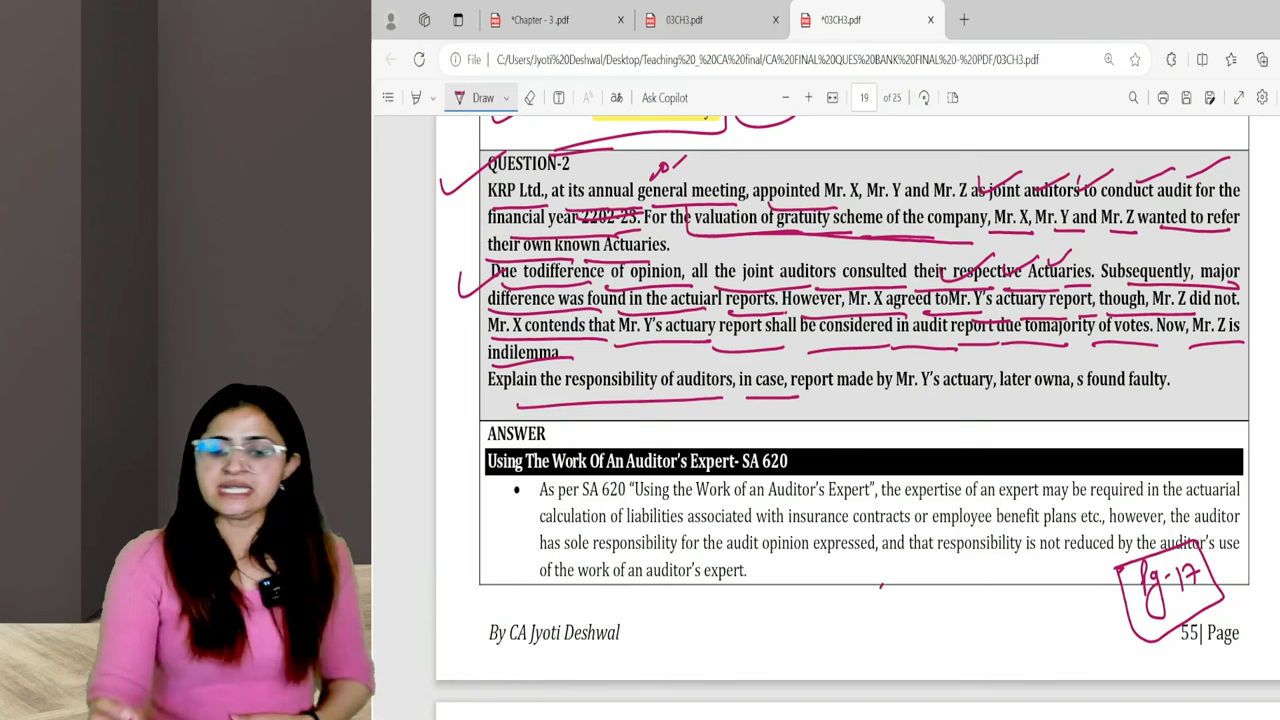 *Chapter - 3 .pdf
03CH3.pdf
*03CH3.pdf
File
C:/Users/Jyoti%20Deshwal/Desktop/Teaching%20_%20CA%20final/CA%20FINAL%20QUES%20BANK%20FINAL%20-%20PDF/03CH3.pdf
Draw
Ask Copilot
19
of 25
QUESTION-2
KRP Ltd., at its annual general meeting, appointed Mr. X, Mr. Y and Mr. Z as joint auditors to conduct audit for the
financial year 2202-23. For the valuation of gratuity scheme of the company, Mr. X, Mr. Y and Mr. Z wanted to refer
their own known Actuaries.
Due todifference of opinion, all the joint auditors consulted their respective Actuaries. Subsequently, major
difference was found in the actuiarl reports. However, Mr. X agreed toMr. Y's actuary report, though, Mr. Z did not.
Mr. X contends that Mr. Y's actuary report shall be considered in audit report due tomajority of votes. Now, Mr. Z is
indilemma.
Explain the responsibility of auditors, in case, report made by Mr. Y's actuary, later owna, s found faulty.
ANSWER
Using The Work Of An Auditor's Expert- SA 620
• As per SA 620 “Using the Work of an Auditor's Expert”, the expertise of an expert may be required in the actuarial
calculation of liabilities associated with insurance contracts or employee benefit plans etc., however, the auditor
has sole responsibility for the audit opinion expressed, and that responsibility is not reduced by the auditor's use
of the work of an auditor's expert.
Pg-17
By CA Jyoti Deshwal
55| Page